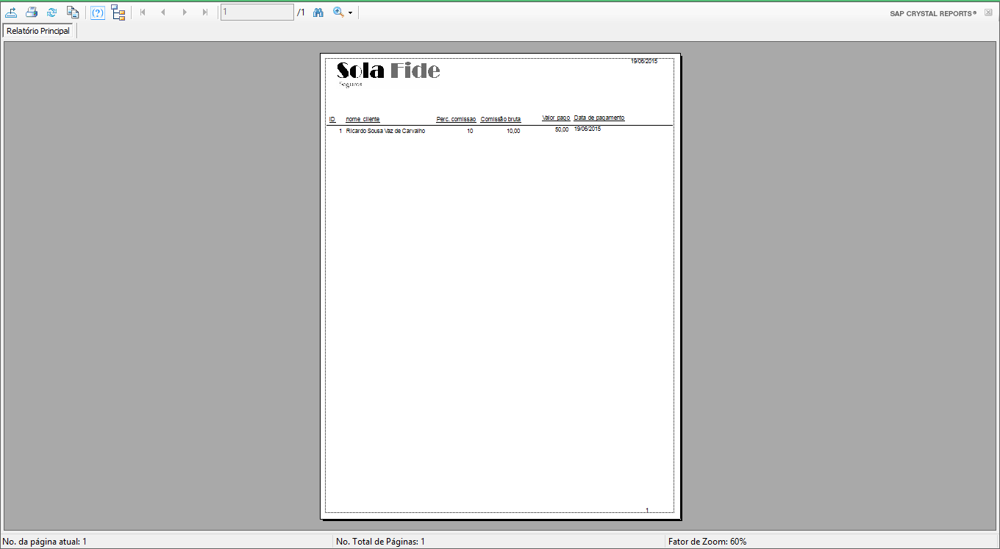 1 /1 SAP CRYSTAL REPORTS®
Relatório Principal
19/06/2015
Sola Fide
Seguros
ID nome cliente Perc. comissao Comissão bruta Valor pago Data de pagamento
1 Ricardo Sousa Vaz de Carvalho 10 10,00 50,00 19/06/2015
1
No. da página atual: 1 No. Total de Páginas: 1 Fator de Zoom: 60%